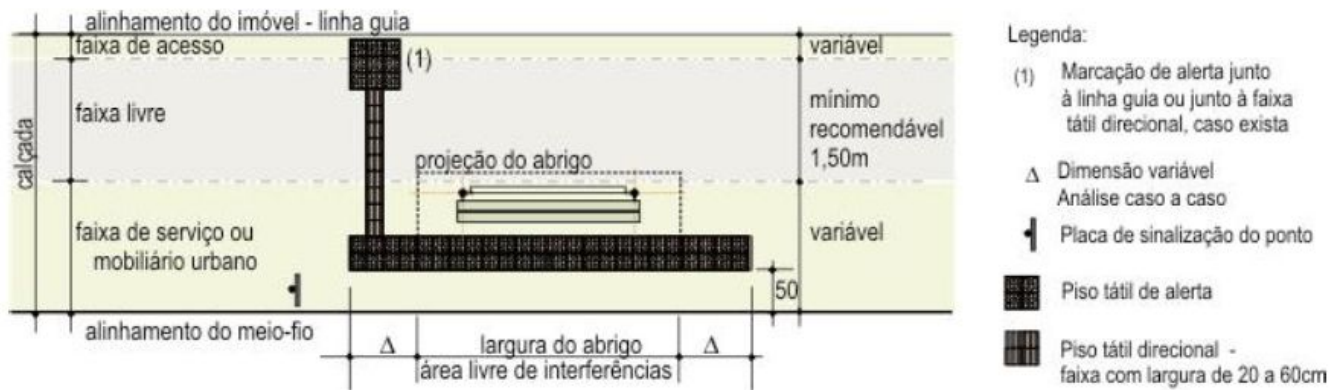 alinhamento do imóvel - linha guia
faixa de acesso
(1)
variável
faixa livre
mínimo
recomendável
1,50m
calçada
projeção do abrigo
faixa de serviço ou
mobiliário urbano
variável
50
alinhamento do meio-fio
Δ
largura do abrigo
Δ
área livre de interferências
Legenda:
(1) Marcação de alerta junto
à linha guia ou junto à faixa
tátil direcional, caso exista
Δ Dimensão variável
Análise caso a caso
Placa de sinalização do ponto
Piso tátil de alerta
Piso tátil direcional -
faixa com largura de 20 a 60cm